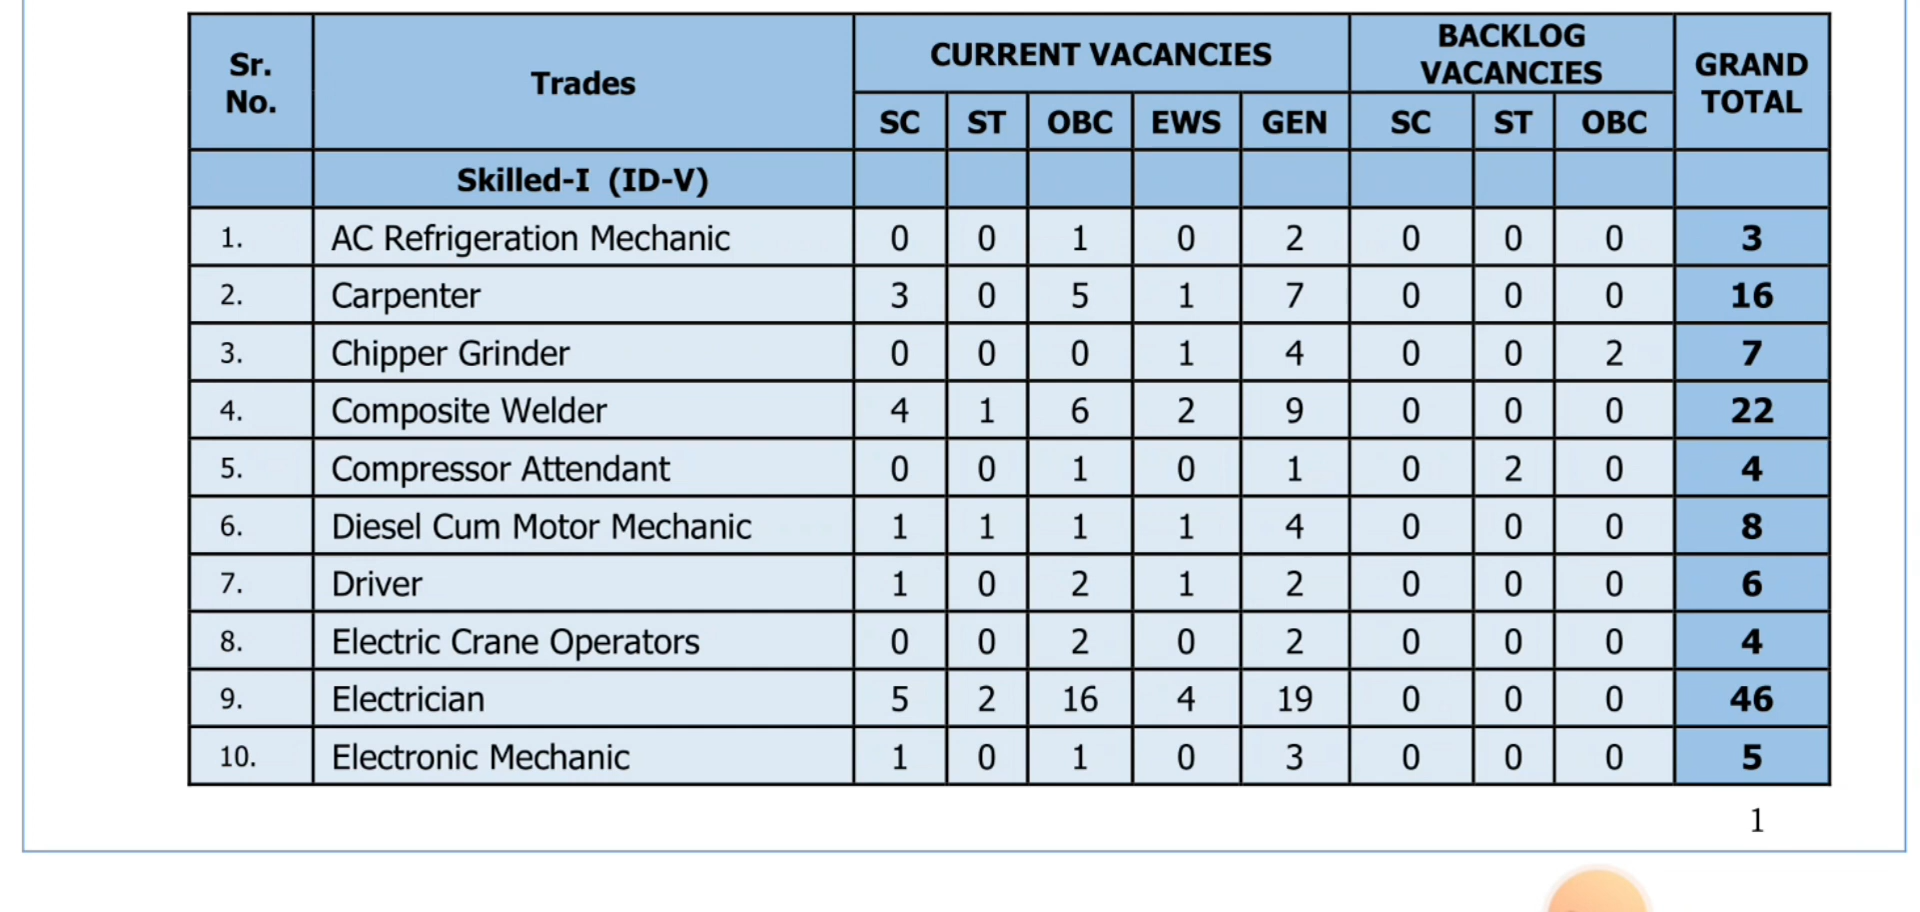 Sr. No. Trades CURRENT VACANCIES BACKLOG VACANCIES GRAND TOTAL
SC ST OBC EWS GEN SC ST OBC
Skilled-I (ID-V)
1. AC Refrigeration Mechanic 0 0 1 0 2 0 0 0 3
2. Carpenter 3 0 5 1 7 0 0 0 16
3. Chipper Grinder 0 0 0 1 4 0 0 2 7
4. Composite Welder 4 1 6 2 9 0 0 0 22
5. Compressor Attendant 0 0 1 0 1 0 2 0 4
6. Diesel Cum Motor Mechanic 1 1 1 1 4 0 0 0 8
7. Driver 1 0 2 1 2 0 0 0 6
8. Electric Crane Operators 0 0 2 0 2 0 0 0 4
9. Electrician 5 2 16 4 19 0 0 0 46
10. Electronic Mechanic 1 0 1 0 3 0 0 0 5
1